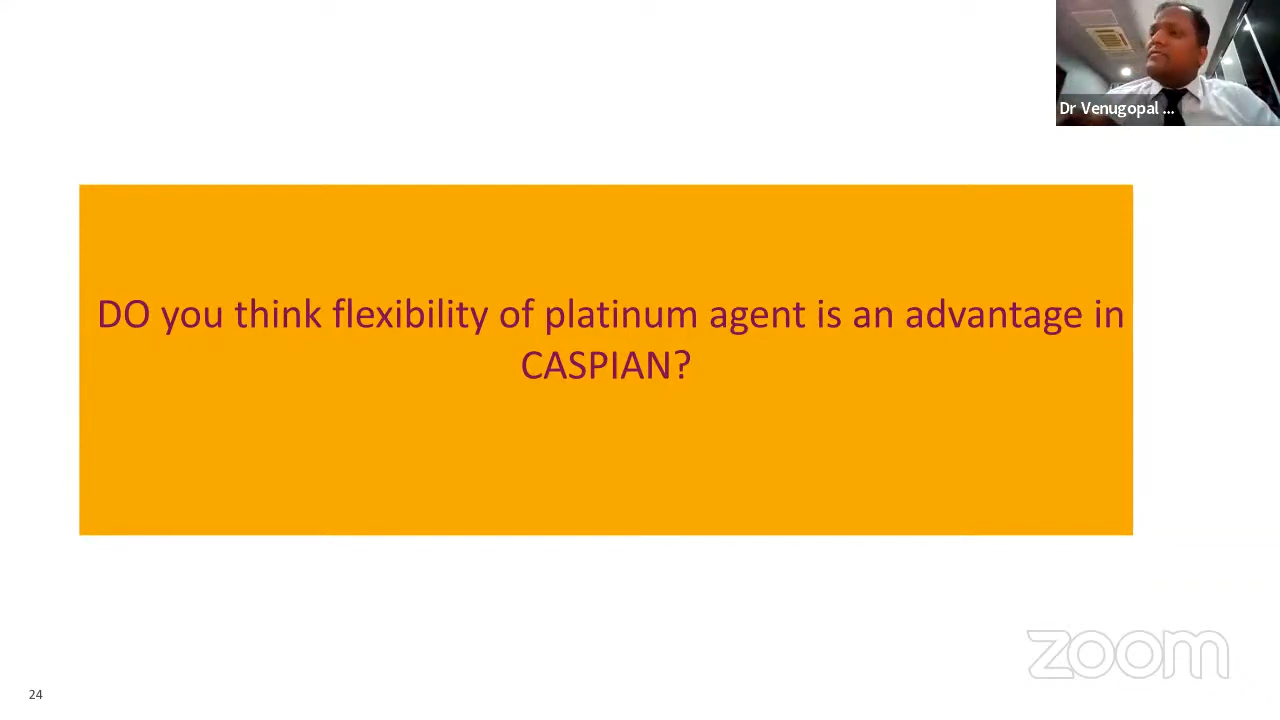 Dr Venugopal ...
DO you think flexibility of platinum agent is an advantage in
CASPIAN?
zoom
24